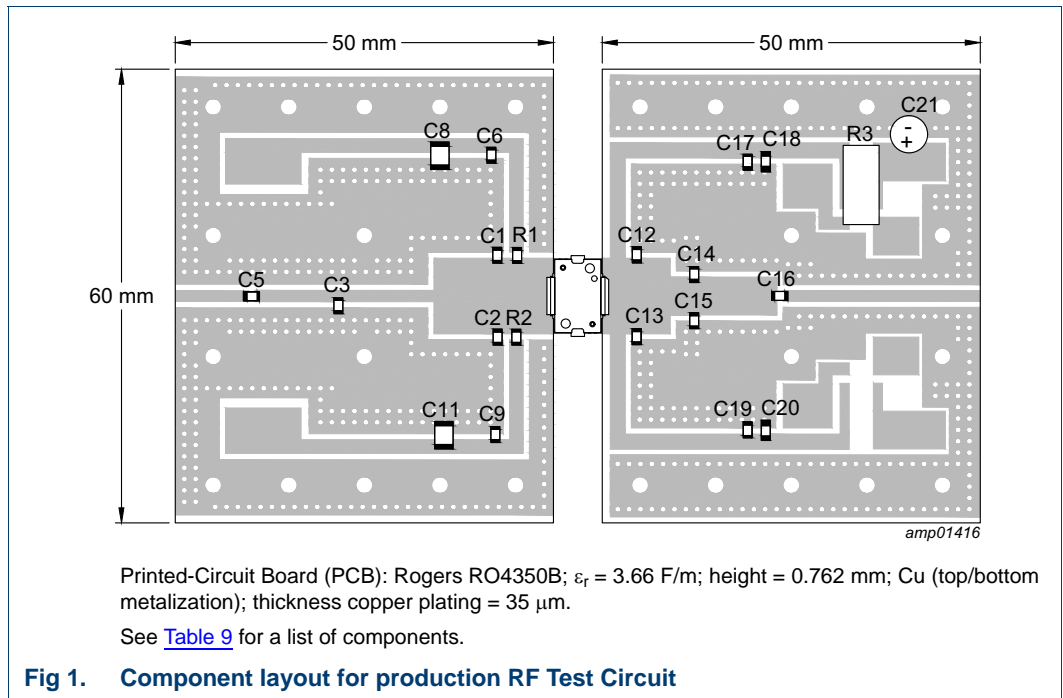 50 mm
50 mm
60 mm
C8
C6
C1 R1
C5
C3
C2 R2
C11
C9
C21
-
+
R3
C17 C18
C12
C14
C16
C15
C13
C19 C20
amp01416
Printed-Circuit Board (PCB): Rogers RO4350B; εr = 3.66 F/m; height = 0.762 mm; Cu (top/bottom
metalization); thickness copper plating = 35 μm.
See Table 9 for a list of components.
Fig 1. Component layout for production RF Test Circuit